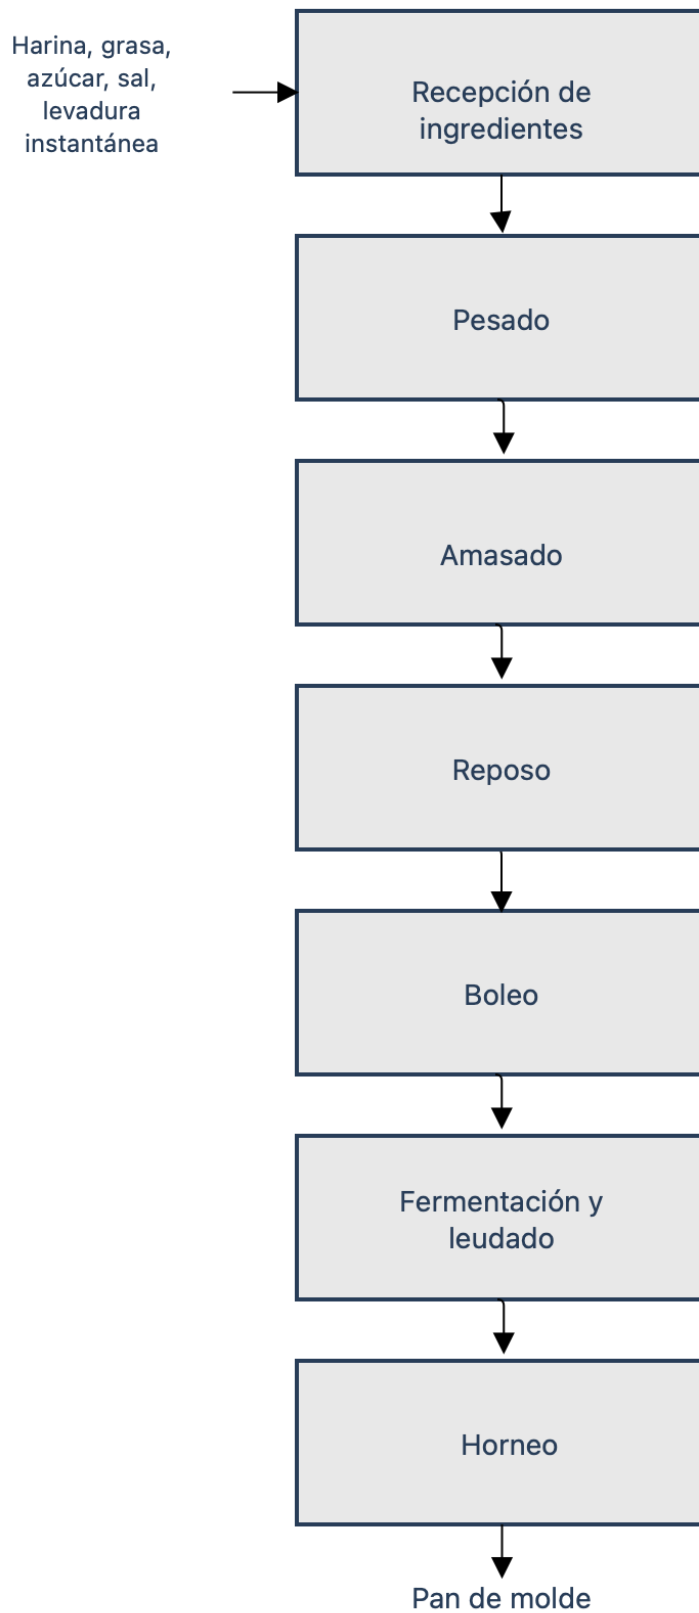 Harina, grasa,
azúcar, sal,
levadura
instantánea
Recepción de
ingredientes
Pesado
Amasado
Reposo
Boleo
Fermentación y
leudado
Horneo
Pan de molde